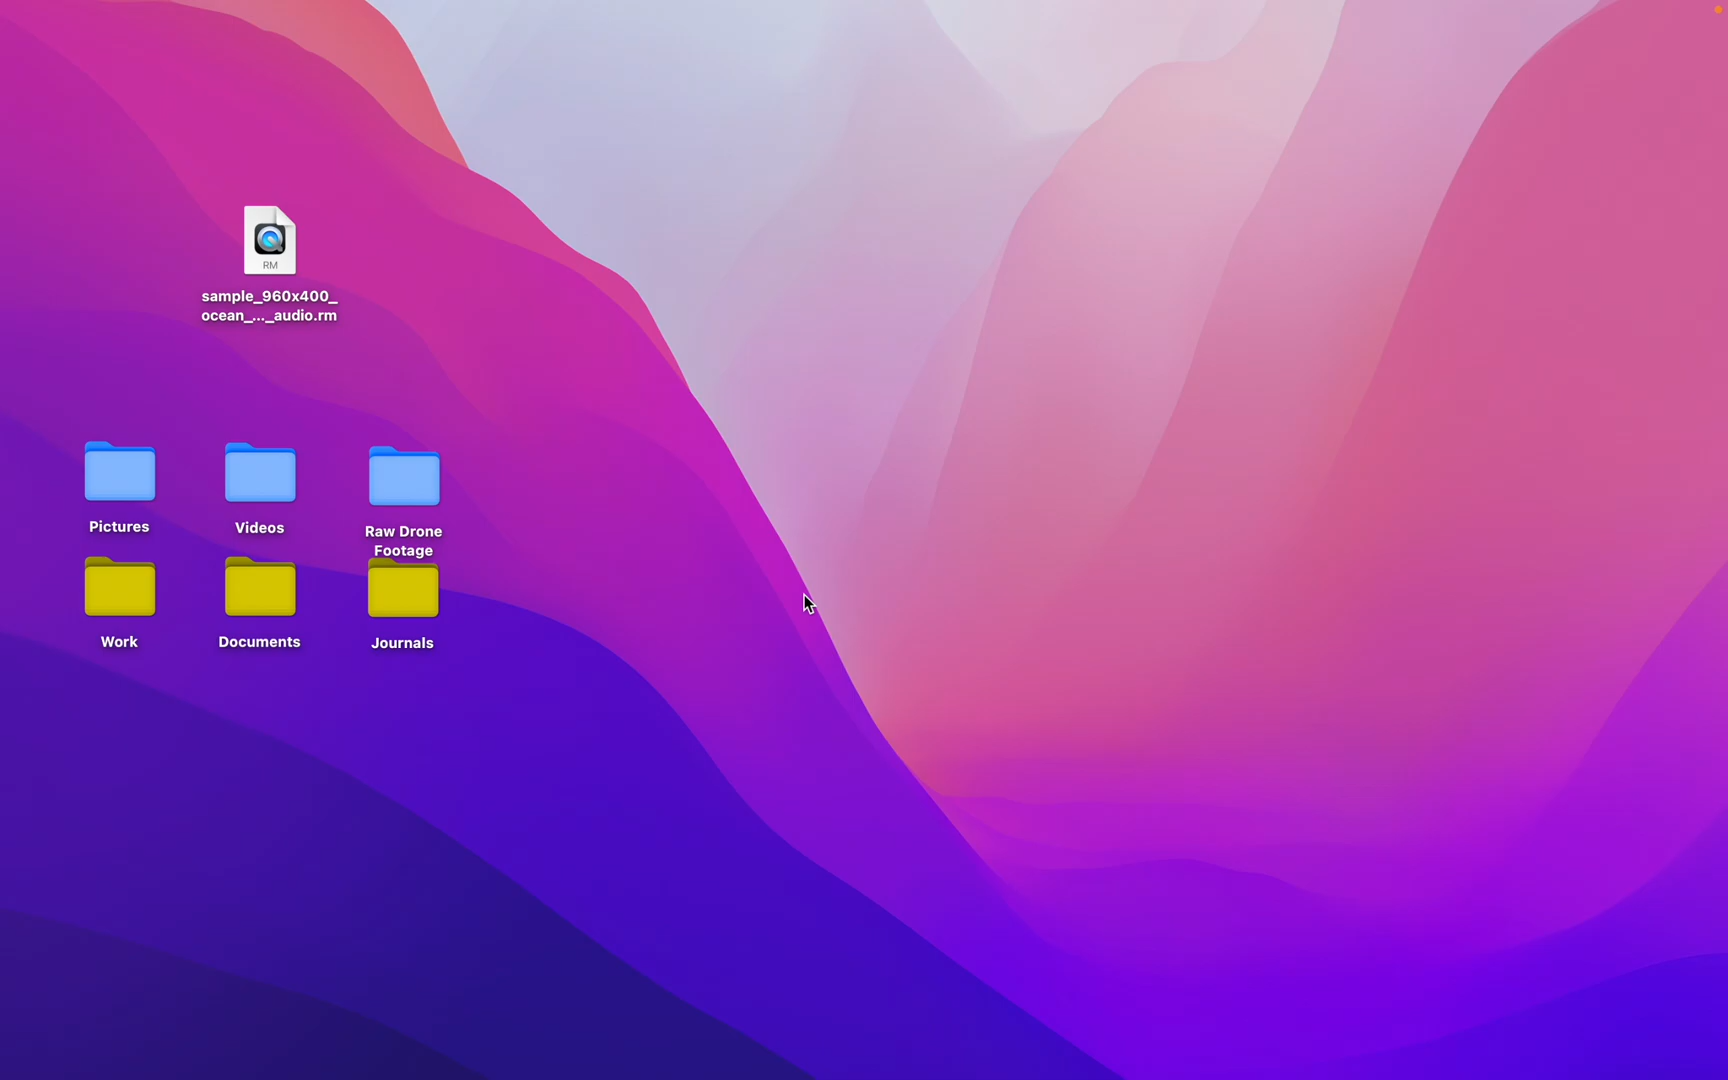 RM
sample_960x400_
ocean_..._audio.rm
Pictures
Videos
Raw Drone
Footage
Work
Documents
Journals